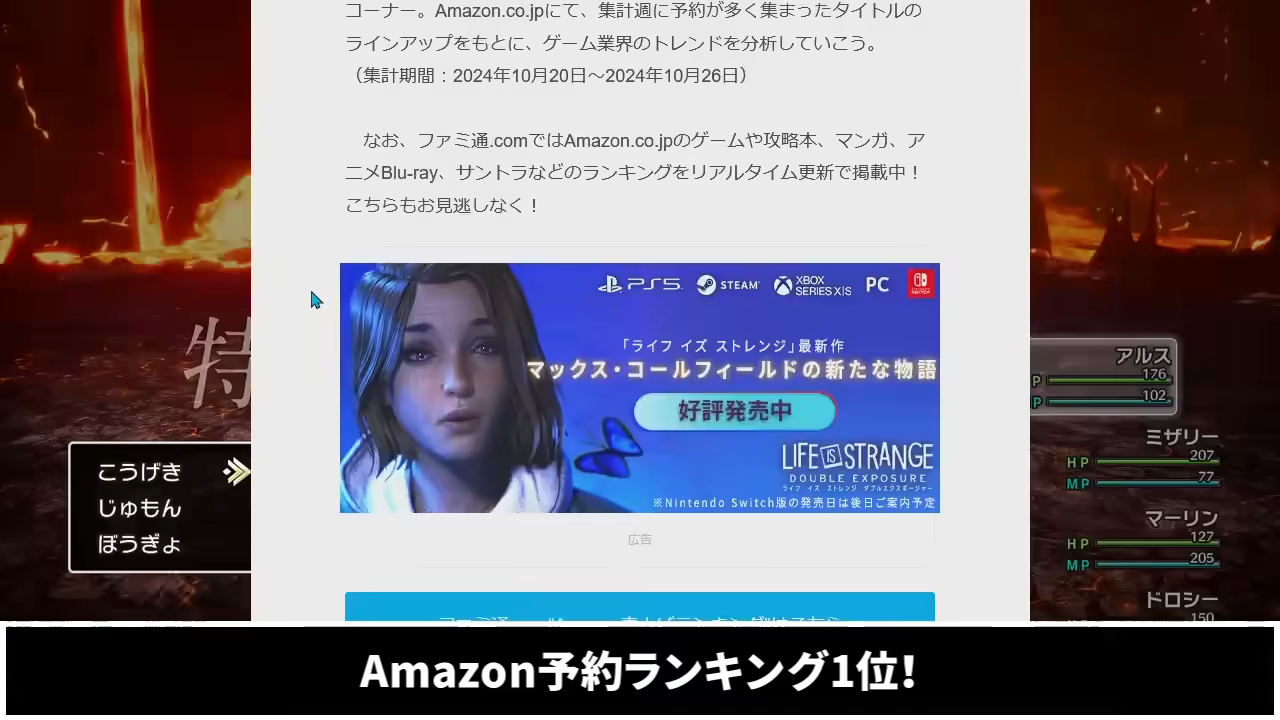 コーナー。Amazon.co.jpにて、集計週に予約が多く集まったタイトルの
ラインアップをもとに、ゲーム業界のトレンドを分析していこう。
（集計期間：2024年10月20日～2024年10月26日）
なお、ファミ通.comではAmazon.co.jpのゲームや攻略本、マンガ、ア
ニメBlu-ray、サントラなどのランキングをリアルタイム更新で掲載中！
こちらもお見逃しなく！
PS5
STEAM
XBOX
SERIES X|S
PC
「ライフ イズ ストレンジ」最新作
マックス・コールフィールドの新たな物語
好評発売中
LIFE IS STRANGE
DOUBLE EXPOSURE
ライフ イズ ストレンジ ダブルエクスポージャー
※Nintendo Switch版の発売日は後日ご案内予定
広告
特
こうげき
じゅもん
ぼうぎょ
アルス
P 176
P 102
ミザリー
HP 207
MP 77
マーリン
HP 127
MP 205
ドロシー
150
Amazon予約ランキング1位！